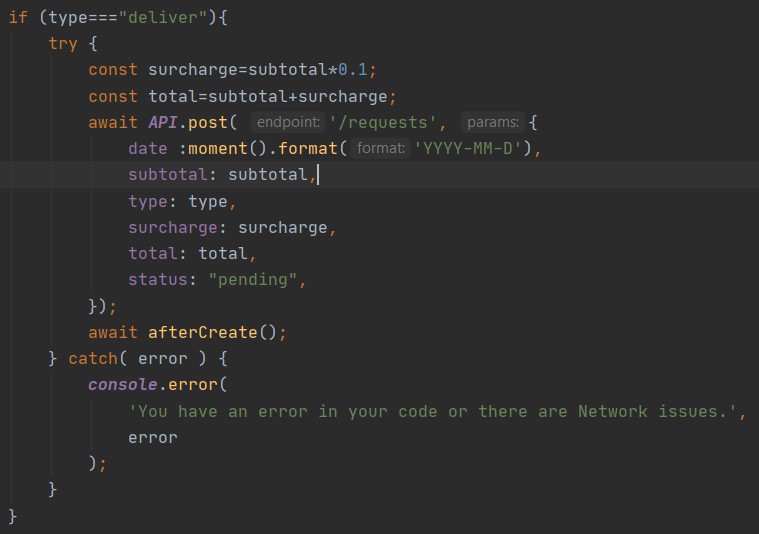 if (type==="deliver"){
try {
const surcharge=subtotal*0.1;
const total=subtotal+surcharge;
await API.post( endpoint: '/requests', params: {
date :moment().format( format: 'YYYY-MM-D'),
subtotal: subtotal,
type: type,
surcharge: surcharge,
total: total,
status: "pending",
});
await afterCreate();
} catch( error ) {
console.error(
'You have an error in your code or there are Network issues.',
error
);
}
}